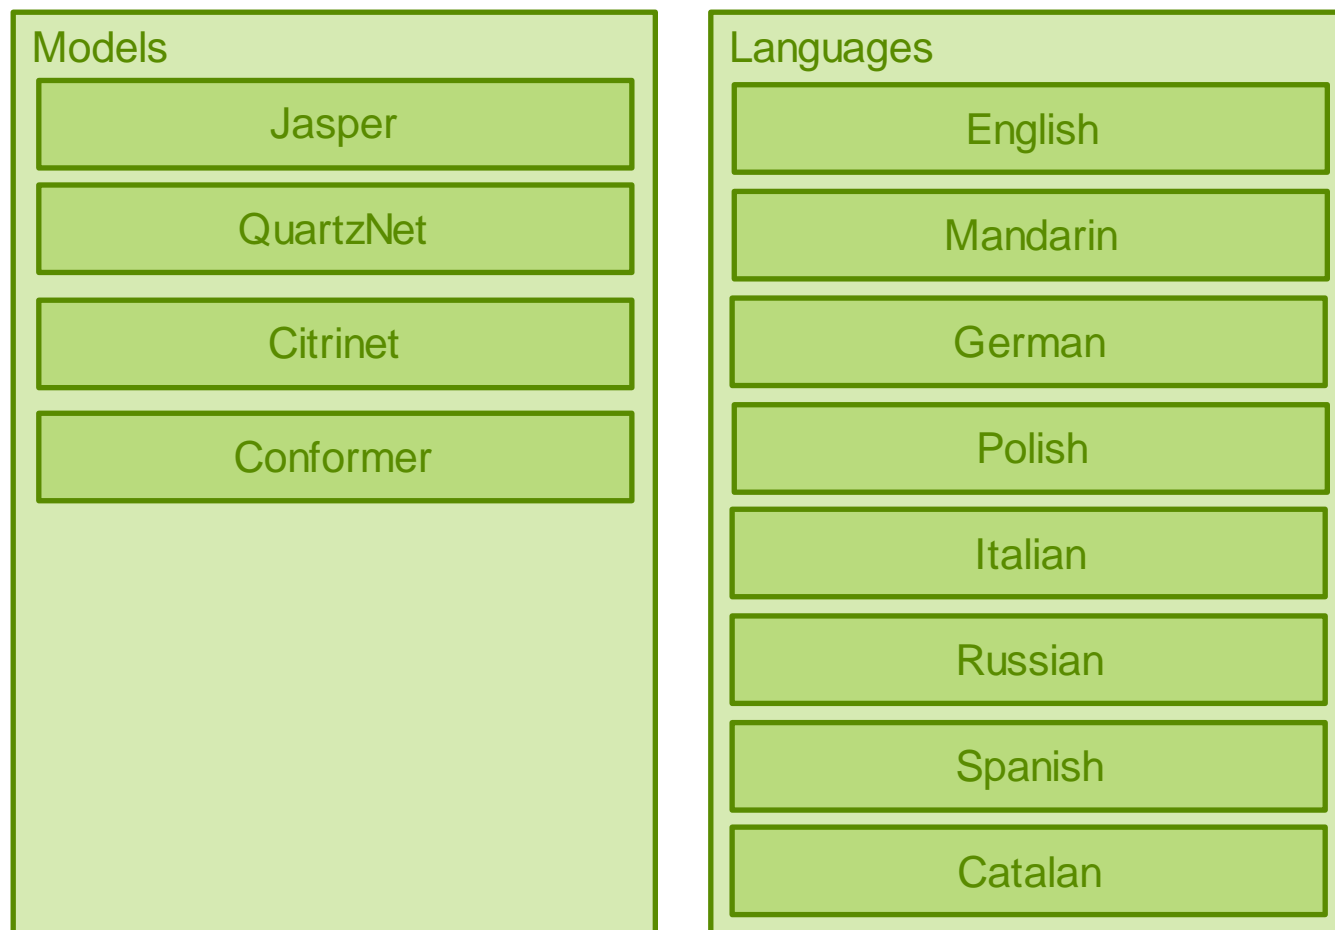 Models
Jasper
QuartzNet
Citrinet
Conformer
Languages
English
Mandarin
German
Polish
Italian
Russian
Spanish
Catalan